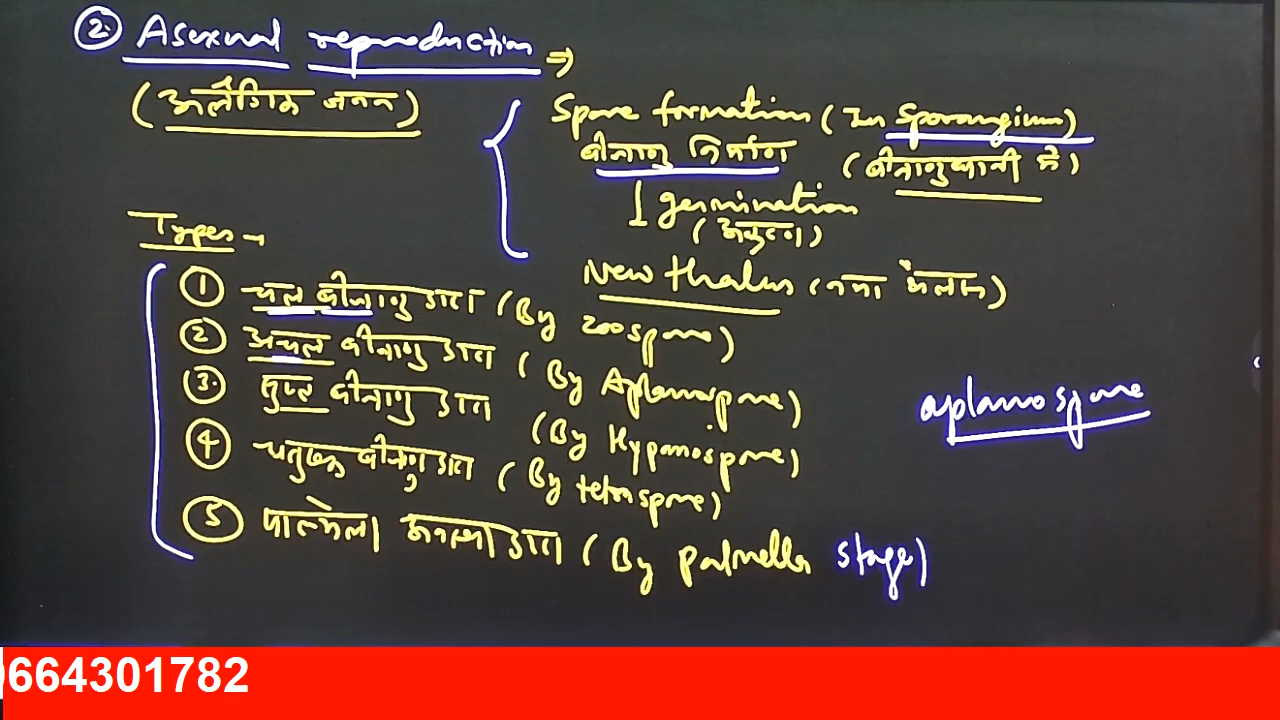 ② Asexual reproduction ⇒
(अलैंगिक जनन)
Spore formation (In Sporangium)
बीजाणु निर्माण (बीजाणुधानी में)
↓ germination
(अंकुरण)
New thalus (नया थैलस)
Types →
① चल बीजाणु द्वारा (By zoospore)
② अचल बीजाणु द्वारा (By Aplanospore)
③ सुप्त बीजाणु द्वारा (By Hypnospore)
④ चतुष्क बीजाणु द्वारा (By tetraspore)
⑤ पाल्मेला अवस्था द्वारा (By palmella stage)
aplanospore
664301782